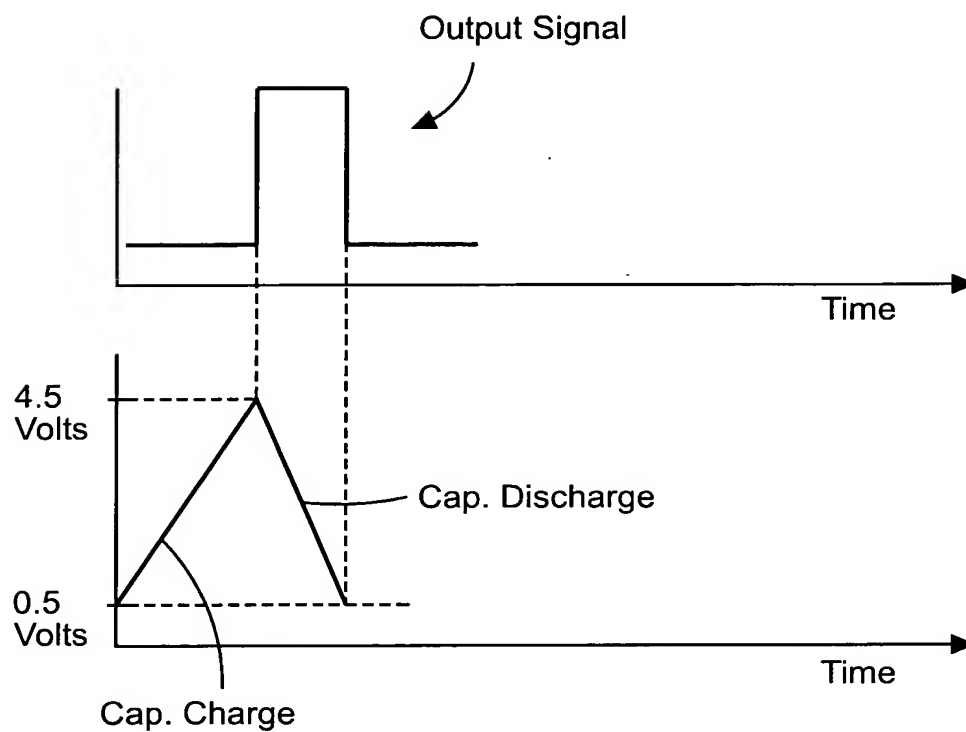 Output Signal
Time
4.5
Volts
Cap. Discharge
0.5
Volts
Time
Cap. Charge